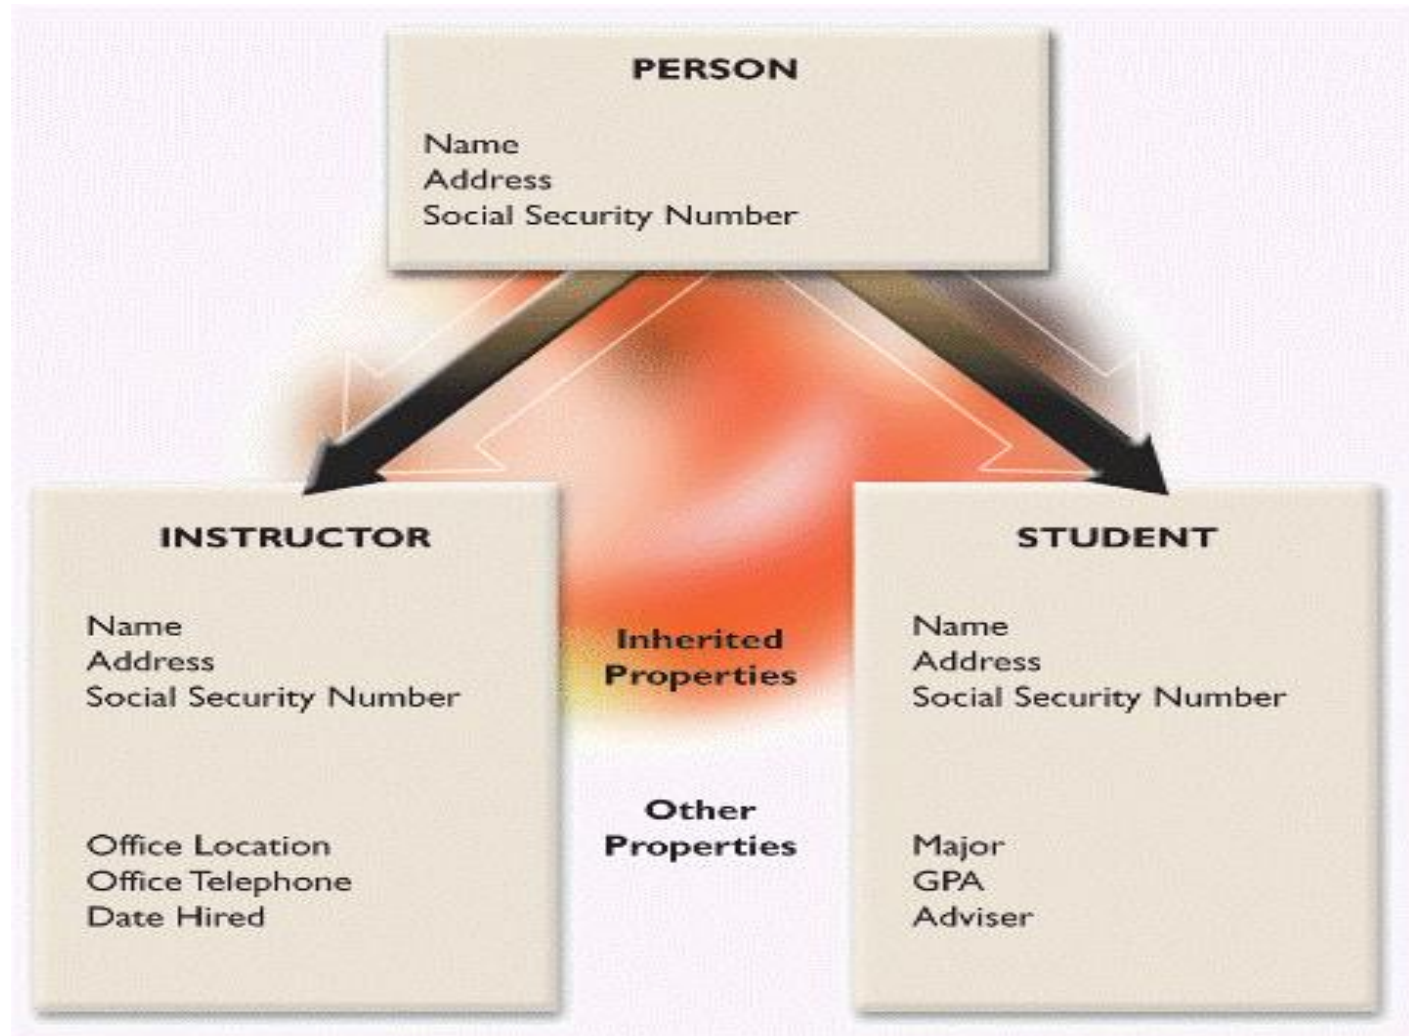 PERSON
Name
Address
Social Security Number
INSTRUCTOR
Name
Address
Social Security Number
Office Location
Office Telephone
Date Hired
Inherited
Properties
Other
Properties
STUDENT
Name
Address
Social Security Number
Major
GPA
Adviser